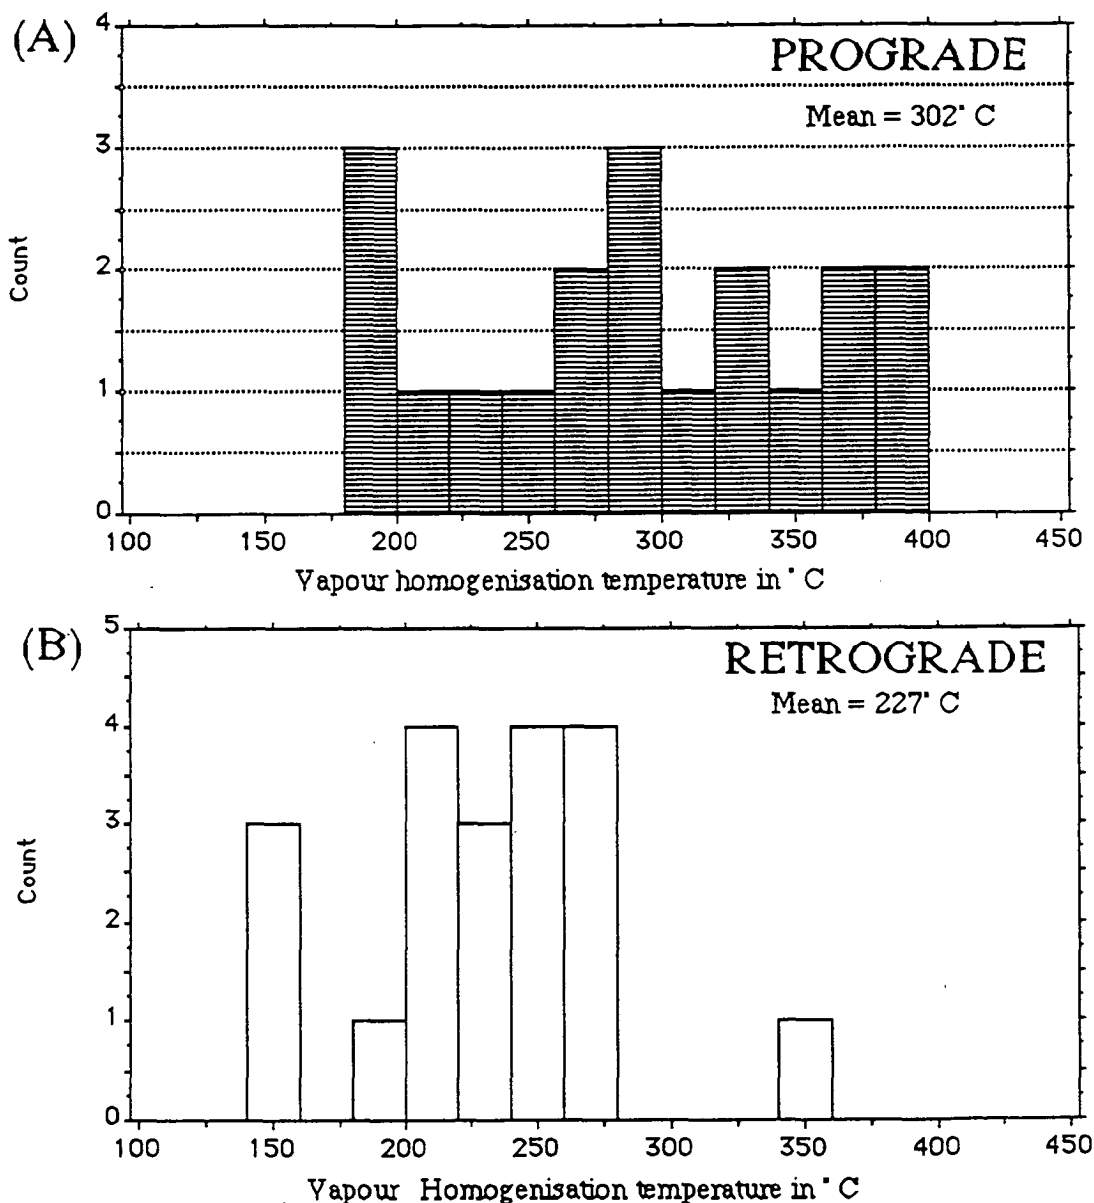 (A)
PROGRADE
Mean = 302° C
4
3
2
1
0
Count
100 150 200 250 300 350 400 450
Vapour homogenisation temperature in ° C
(B)
RETROGRADE
Mean = 227° C
5
4
3
2
1
0
Count
100 150 200 250 300 350 400 450
Vapour Homogenisation temperature in ° C